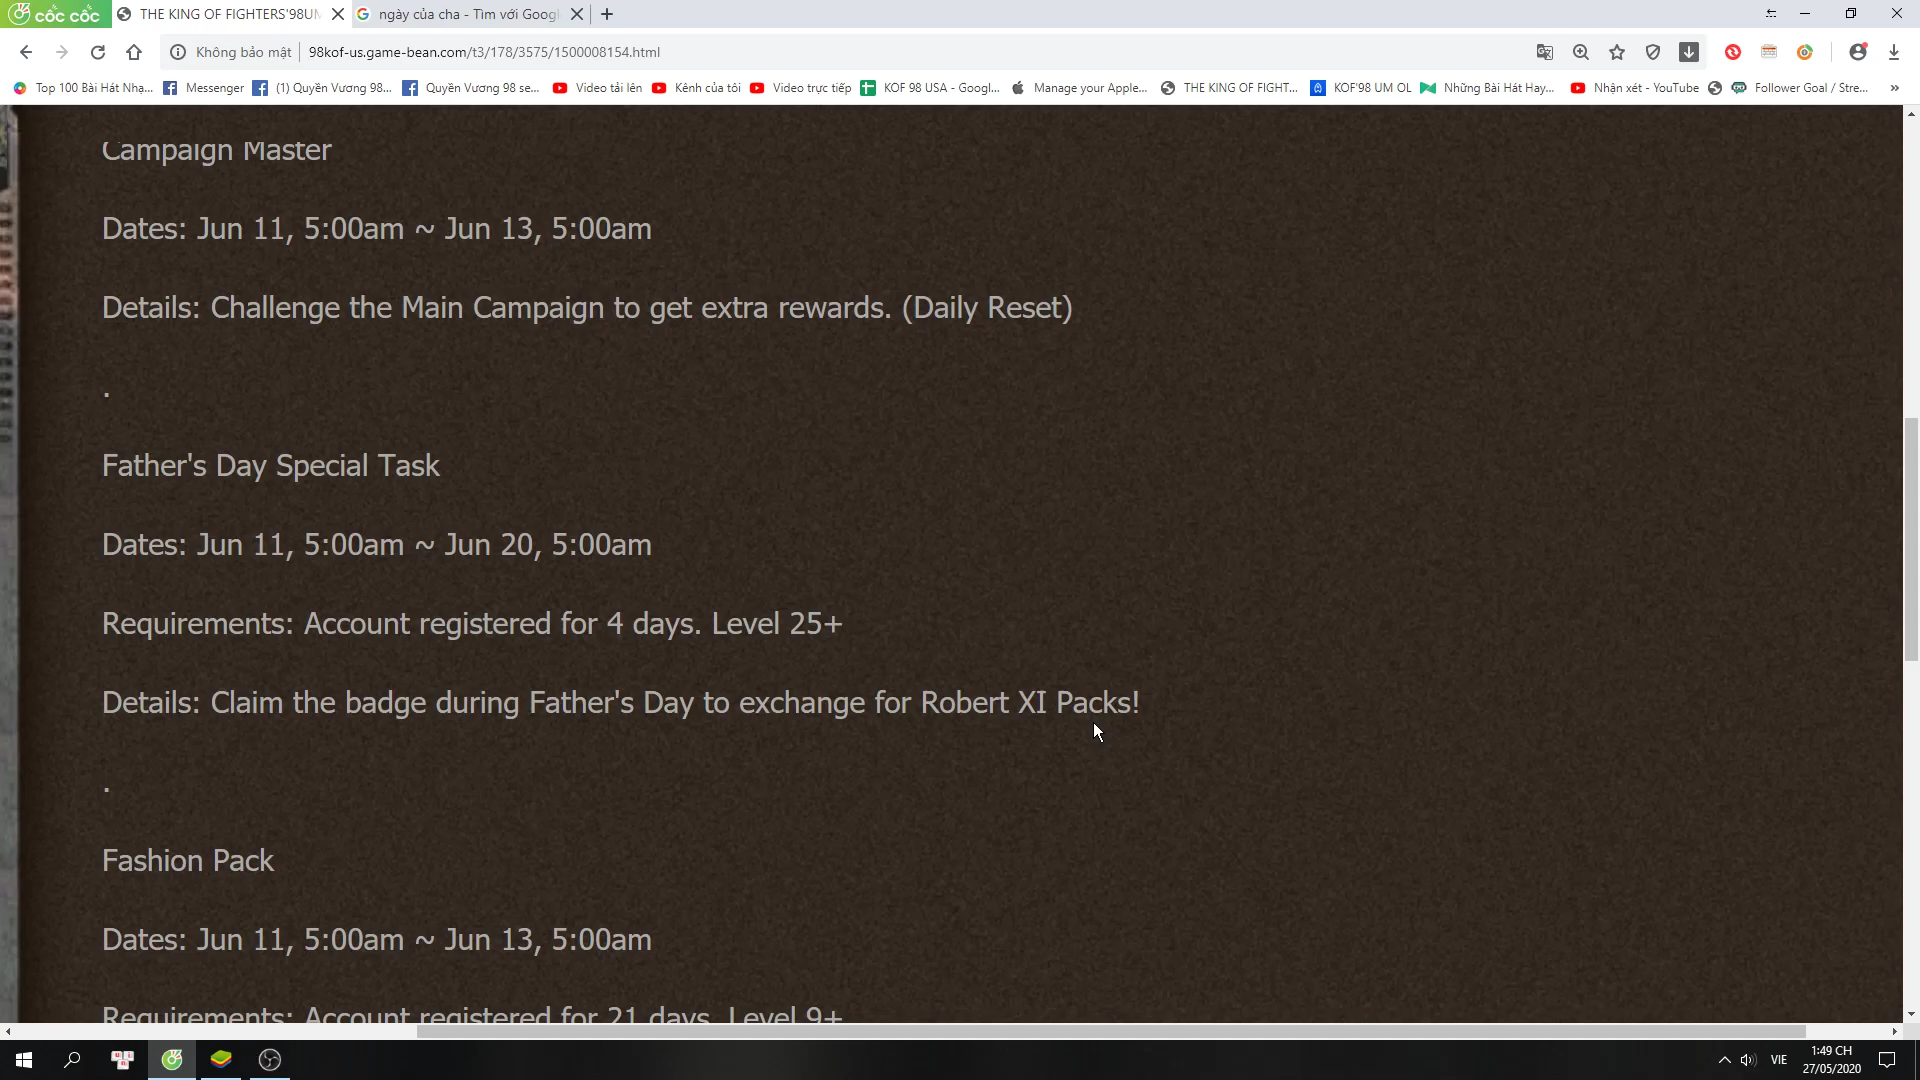 cốc cốc
THE KING OF FIGHTERS'98UM
ngày của cha - Tìm với Googl
Không bảo mật
98kof-us.game-bean.com/t3/178/3575/1500008154.html
Top 100 Bài Hát Nhạ...
Messenger
(1) Quyền Vương 98...
Quyền Vương 98 se...
Video tải lên
Kênh của tôi
Video trực tiếp
KOF 98 USA - Googl...
Manage your Apple...
THE KING OF FIGHT...
KOF'98 UM OL
Những Bài Hát Hay...
Nhận xét - YouTube
Follower Goal / Stre...
»
Campaign Master
Dates: Jun 11, 5:00am ~ Jun 13, 5:00am
Details: Challenge the Main Campaign to get extra rewards. (Daily Reset)
.
Father's Day Special Task
Dates: Jun 11, 5:00am ~ Jun 20, 5:00am
Requirements: Account registered for 4 days. Level 25+
Details: Claim the badge during Father's Day to exchange for Robert XI Packs!
.
Fashion Pack
Dates: Jun 11, 5:00am ~ Jun 13, 5:00am
Requirements: Account registered for 21 days. Level 9+
VIE
1:49 CH
27/05/2020